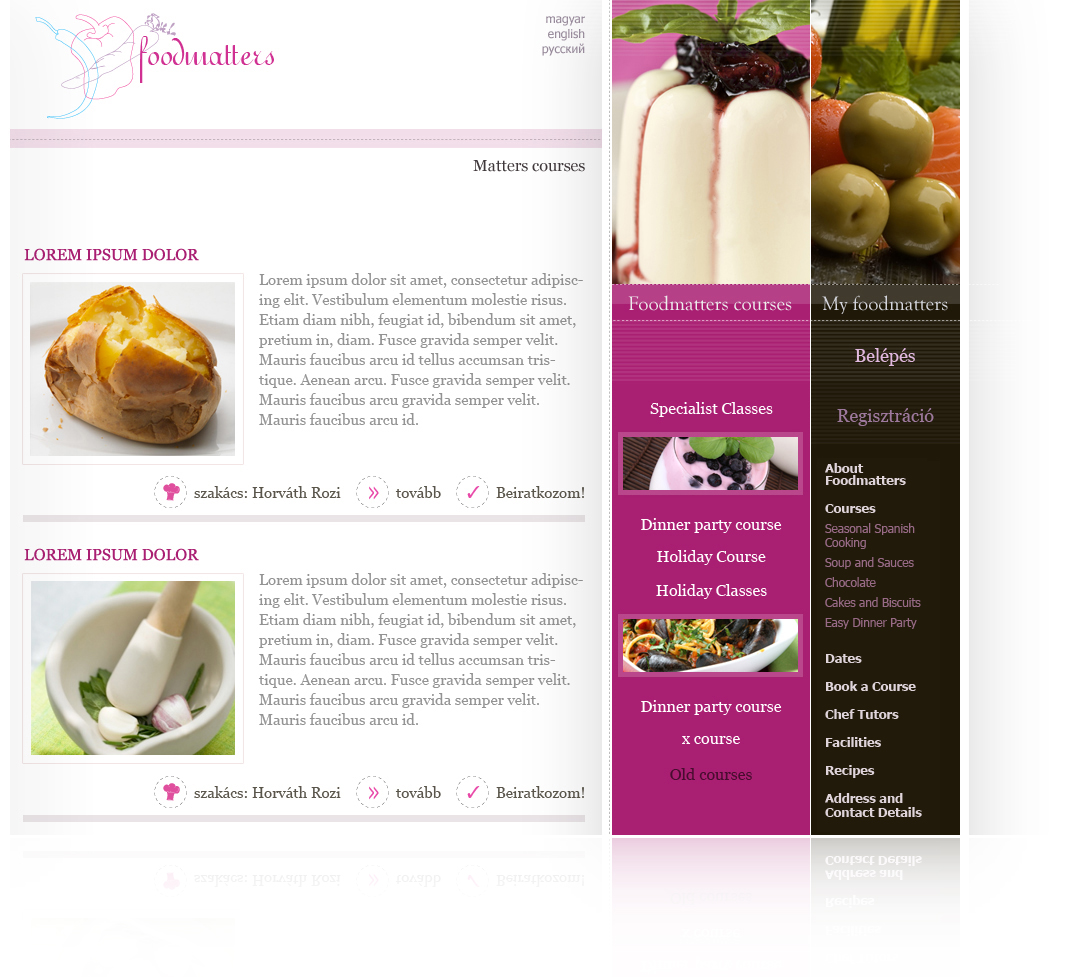 foodmatters
magyar
english
русский
Matters courses
LOREM IPSUM DOLOR
Lorem ipsum dolor sit amet, consectetur adipisc-
ing elit. Vestibulum elementum molestie risus.
Etiam diam nibh, feugiat id, bibendum sit amet,
pretium in, diam. Fusce gravida semper velit.
Mauris faucibus arcu id tellus accumsan tris-
tique. Aenean arcu. Fusce gravida semper velit.
Mauris faucibus arcu gravida semper velit.
Mauris faucibus arcu id.
szakács: Horváth Rozi
tovább
Beiratkozom!
LOREM IPSUM DOLOR
Lorem ipsum dolor sit amet, consectetur adipisc-
ing elit. Vestibulum elementum molestie risus.
Etiam diam nibh, feugiat id, bibendum sit amet,
pretium in, diam. Fusce gravida semper velit.
Mauris faucibus arcu id tellus accumsan tris-
tique. Aenean arcu. Fusce gravida semper velit.
Mauris faucibus arcu gravida semper velit.
Mauris faucibus arcu id.
szakács: Horváth Rozi
tovább
Beiratkozom!
Foodmatters courses
Specialist Classes
Dinner party course
Holiday Course
Holiday Classes
Dinner party course
x course
Old courses
My foodmatters
Belépés
Regisztráció
About
Foodmatters
Courses
Seasonal Spanish
Cooking
Soup and Sauces
Chocolate
Cakes and Biscuits
Easy Dinner Party
Dates
Book a Course
Chef Tutors
Facilities
Recipes
Address and
Contact Details